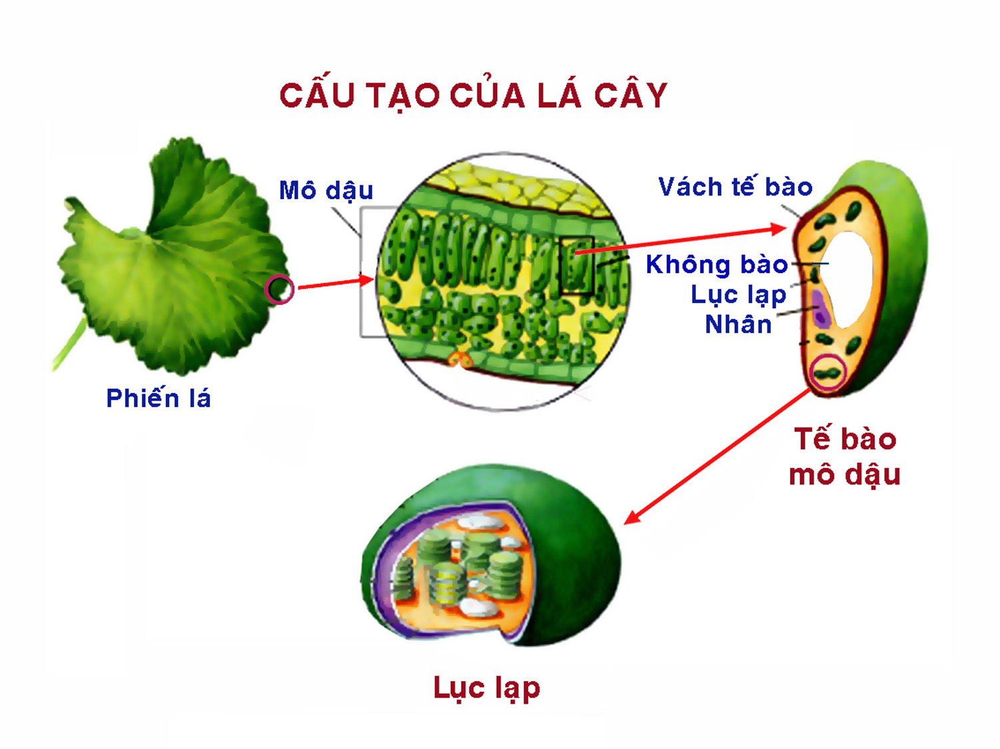 CẤU TẠO CỦA LÁ CÂY
Mô dậu
Vách tế bào
Không bào
Lục lạp
Nhân
Phiến lá
Tế bào
mô dậu
Lục lạp